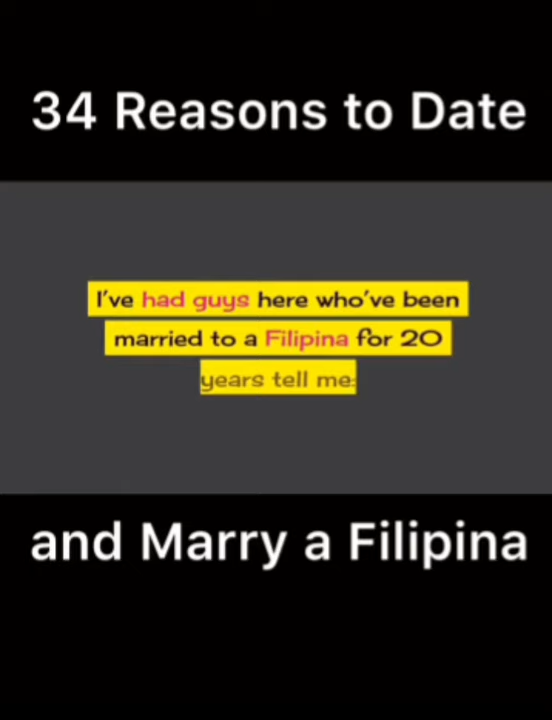 34 Reasons to Date
I've had guys here who've been
married to a Filipina for 20
years tell me:
and Marry a Filipina